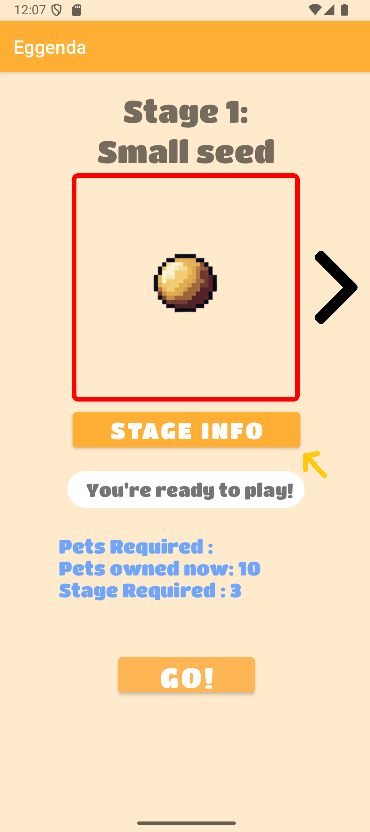 12:07
Eggenda
Stage 1:
Small seed
STAGE INFO
You're ready to play!
Pets Required :
Pets owned now: 10
Stage Required : 3
GO!